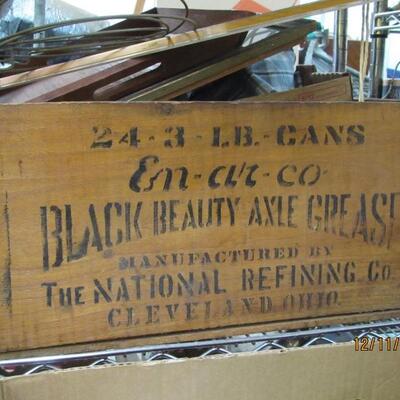 24-3-LB.-CANS
En-ar-co
BLACK BEAUTY AXLE GREASE
MANUFACTURED BY
THE NATIONAL REFINING Co.
CLEVELAND, OHIO.
12/11/